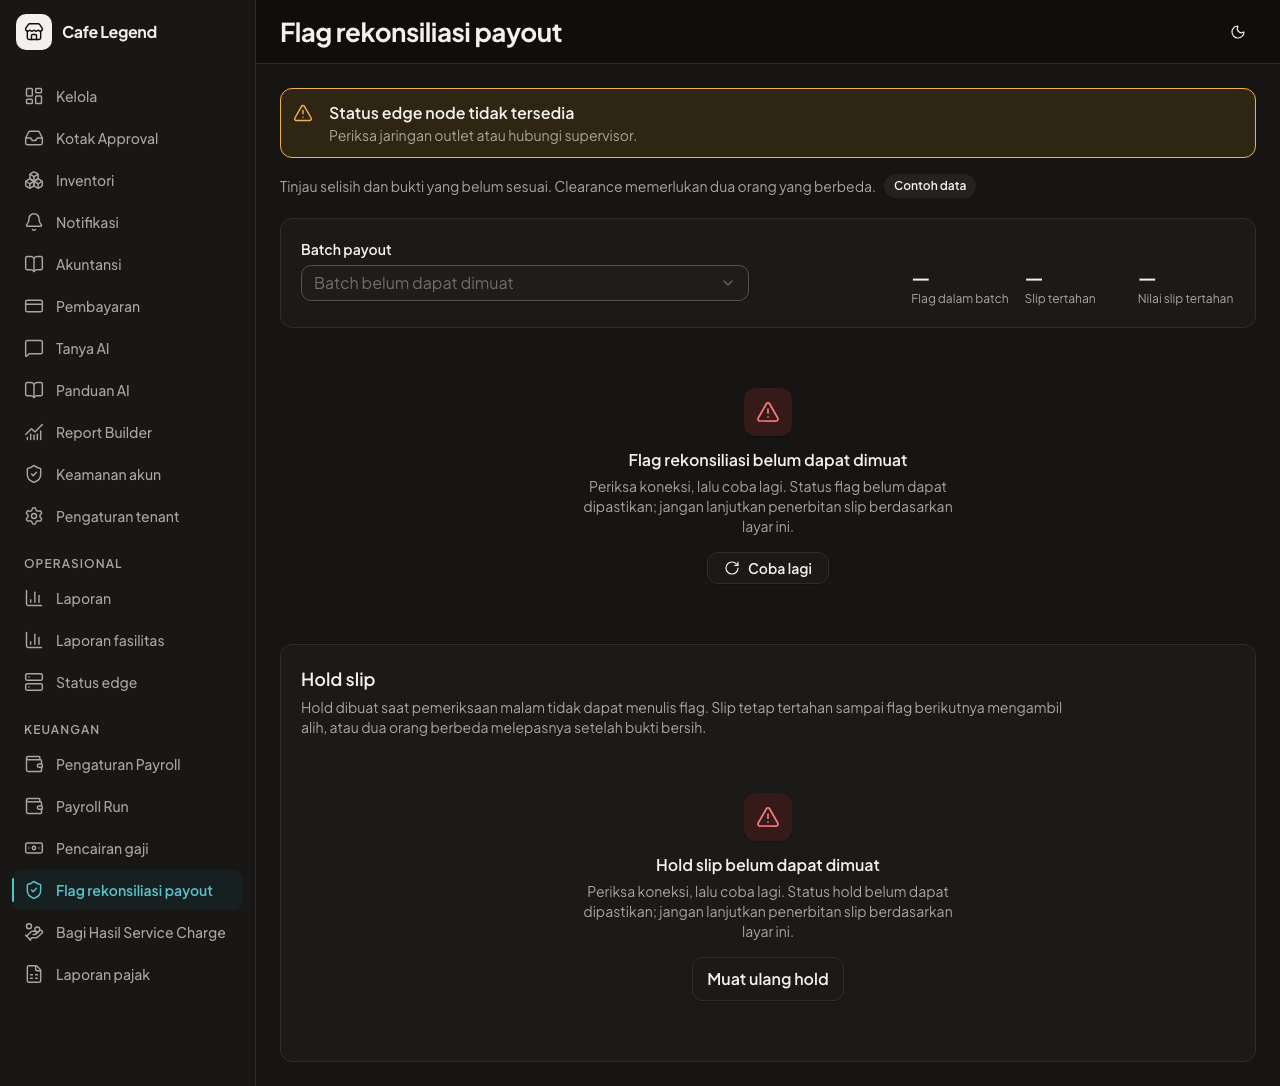 Cafe Legend
Kelola
Kotak Approval
Inventori
Notifikasi
Akuntansi
Pembayaran
Tanya AI
Panduan AI
Report Builder
Keamanan akun
Pengaturan tenant
OPERASIONAL
Laporan
Laporan fasilitas
Status edge
KEUANGAN
Pengaturan Payroll
Payroll Run
Pencairan gaji
Flag rekonsiliasi payout
Bagi Hasil Service Charge
Laporan pajak
Flag rekonsiliasi payout
Status edge node tidak tersedia
Periksa jaringan outlet atau hubungi supervisor.
Tinjau selisih dan bukti yang belum sesuai. Clearance memerlukan dua orang yang berbeda. Contoh data
Batch payout
Batch belum dapat dimuat
— — —
Flag dalam batch Slip tertahan Nilai slip tertahan
Flag rekonsiliasi belum dapat dimuat
Periksa koneksi, lalu coba lagi. Status flag belum dapat
dipastikan; jangan lanjutkan penerbitan slip berdasarkan
layar ini.
Coba lagi
Hold slip
Hold dibuat saat pemeriksaan malam tidak dapat menulis flag. Slip tetap tertahan sampai flag berikutnya mengambil
alih, atau dua orang berbeda melepasnya setelah bukti bersih.
Hold slip belum dapat dimuat
Periksa koneksi, lalu coba lagi. Status hold belum dapat
dipastikan; jangan lanjutkan penerbitan slip berdasarkan
layar ini.
Muat ulang hold